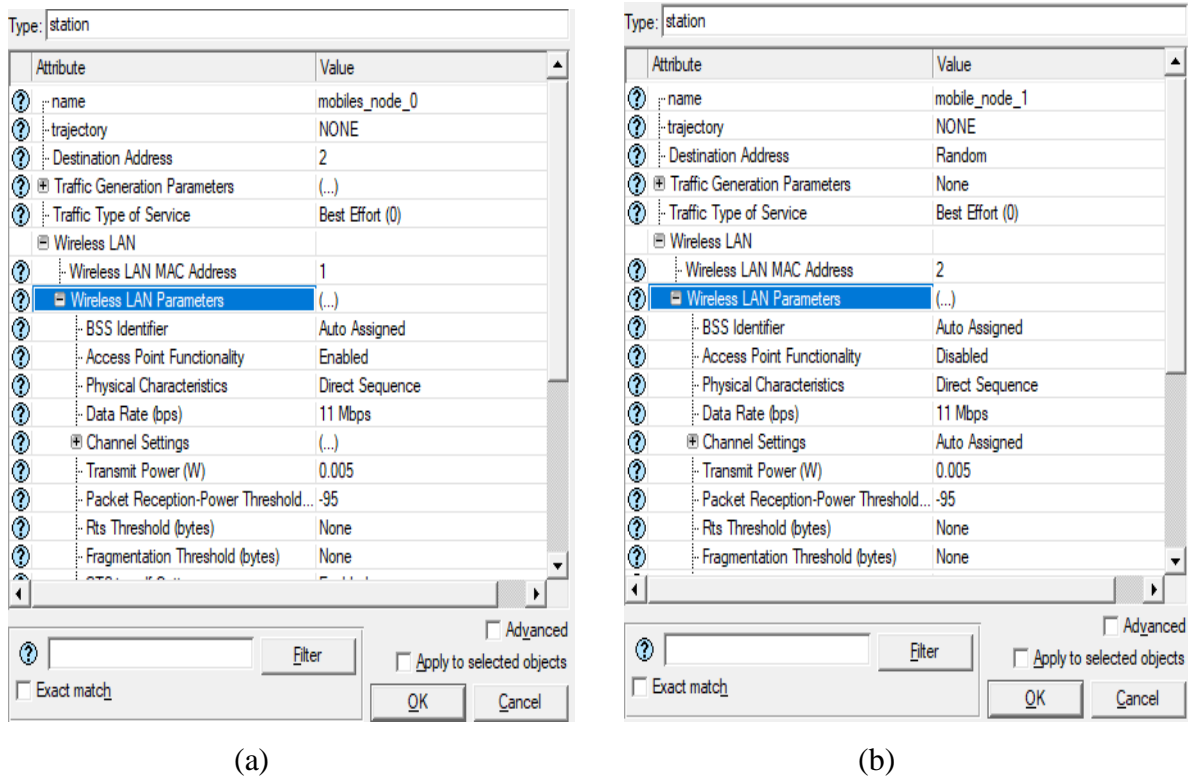 Type: station
Attribute Value
name mobiles_node_0
trajectory NONE
Destination Address 2
Traffic Generation Parameters (...)
Traffic Type of Service Best Effort (0)
Wireless LAN
Wireless LAN MAC Address 1
Wireless LAN Parameters (...)
BSS Identifier Auto Assigned
Access Point Functionality Enabled
Physical Characteristics Direct Sequence
Data Rate (bps) 11 Mbps
Channel Settings (...)
Transmit Power (W) 0.005
Packet Reception-Power Threshold... -95
Rts Threshold (bytes) None
Fragmentation Threshold (bytes) None
Advanced
Filter
Apply to selected objects
Exact match
OK Cancel
(a)
Type: station
Attribute Value
name mobile_node_1
trajectory NONE
Destination Address Random
Traffic Generation Parameters None
Traffic Type of Service Best Effort (0)
Wireless LAN
Wireless LAN MAC Address 2
Wireless LAN Parameters (...)
BSS Identifier Auto Assigned
Access Point Functionality Disabled
Physical Characteristics Direct Sequence
Data Rate (bps) 11 Mbps
Channel Settings Auto Assigned
Transmit Power (W) 0.005
Packet Reception-Power Threshold... -95
Rts Threshold (bytes) None
Fragmentation Threshold (bytes) None
Advanced
Filter
Apply to selected objects
Exact match
OK Cancel
(b)